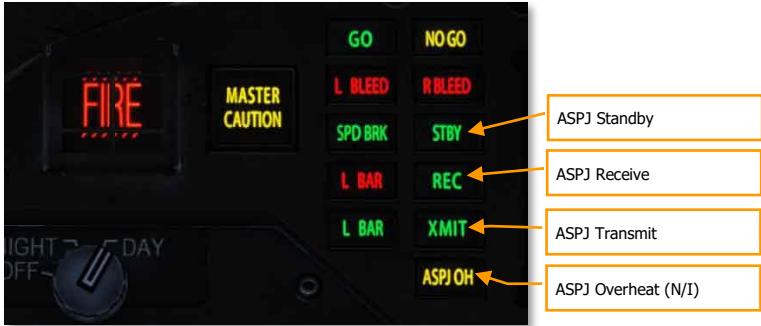 GO NO GO
FIRE
MASTER
CAUTION
L BLEED R BLEED
SPD BRK STBY
L BAR REC
L BAR XMIT
ASPJ OH
ASPJ Standby
ASPJ Receive
ASPJ Transmit
ASPJ Overheat (N/I)
DAY
OFF